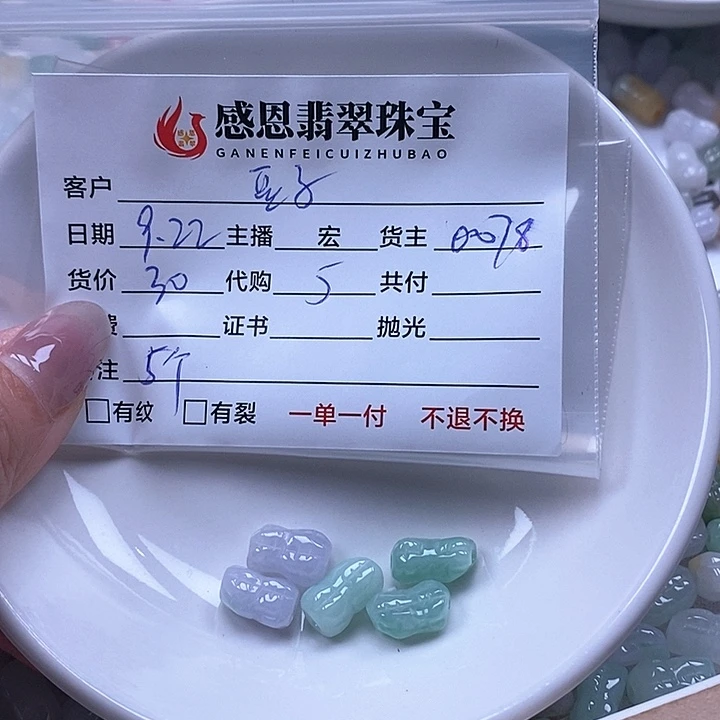 感恩翡翠珠宝
GANENFEICUIZHUBAO
客户
日期 9.22 主播 宏 货主 0078
货价 30 代购 5 共付
费 证书 抛光
注 5个
有纹 有裂 一单一付 不退不换